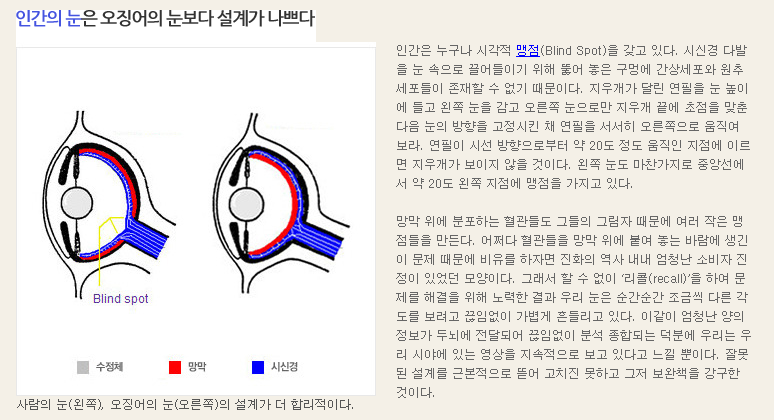 인간의 눈은 오징어의 눈보다 설계가 나쁘다
Blind spot
수정체
망막
시신경
사람의 눈(왼쪽), 오징어의 눈(오른쪽)의 설계가 더 합리적이다.
인간은 누구나 시각적 맹점(Blind Spot)을 갖고 있다. 시신경 다발
을 눈 속으로 끌어들이기 위해 뚫어 놓은 구멍에 간상세포와 원추
세포들이 존재할 수 없기 때문이다. 지우개가 달린 연필을 눈 높이
에 들고 왼쪽 눈을 감고 오른쪽 눈으로만 지우개 끝에 초점을 맞춘
다음 눈의 방향을 고정시킨 채 연필을 서서히 오른쪽으로 움직여
보라. 연필이 시선 방향으로부터 약 20도 정도 움직인 지점에 이르
면 지우개가 보이지 않을 것이다. 왼쪽 눈도 마찬가지로 중앙선에
서 약 20도 왼쪽 지점에 맹점을 가지고 있다.
망막 위에 분포하는 혈관들도 그들의 그림자 때문에 여러 작은 맹
점들을 만든다. 어쩌다 혈관들을 망막 위에 붙여 놓는 바람에 생긴
이 문제 때문에 비유를 하자면 진화의 역사 내내 엄청난 소비자 진
정이 있었던 모양이다. 그래서 할 수 없이 '리콜(recall)'을 하여 문
제를 해결을 위해 노력한 결과 우리 눈은 순간순간 조금씩 다른 각
도를 보려고 끊임없이 가볍게 흔들리고 있다. 이같이 엄청난 양의
정보가 두뇌에 전달되어 끊임없이 분석 종합되는 덕분에 우리는 우
리 시야에 있는 영상을 지속적으로 보고 있다고 느낄 뿐이다. 잘못
된 설계를 근본적으로 뜯어 고치진 못하고 그저 보완책을 강구한
것이다.